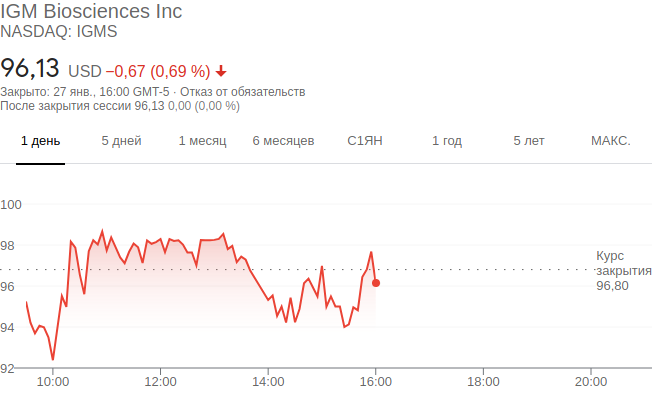 IGM Biosciences Inc
NASDAQ: IGMS
96,13 USD −0,67 (0,69 %)
Закрыто: 27 янв., 16:00 GMT-5 · Отказ от обязательств
После закрытия сессии 96,13 0,00 (0,00 %)
1 день 5 дней 1 месяц 6 месяцев С1ЯН 1 год 5 лет МАКС.
100
98
Курс
закрытия
96,80
96
94
92
10:00 12:00 14:00 16:00 18:00 20:00